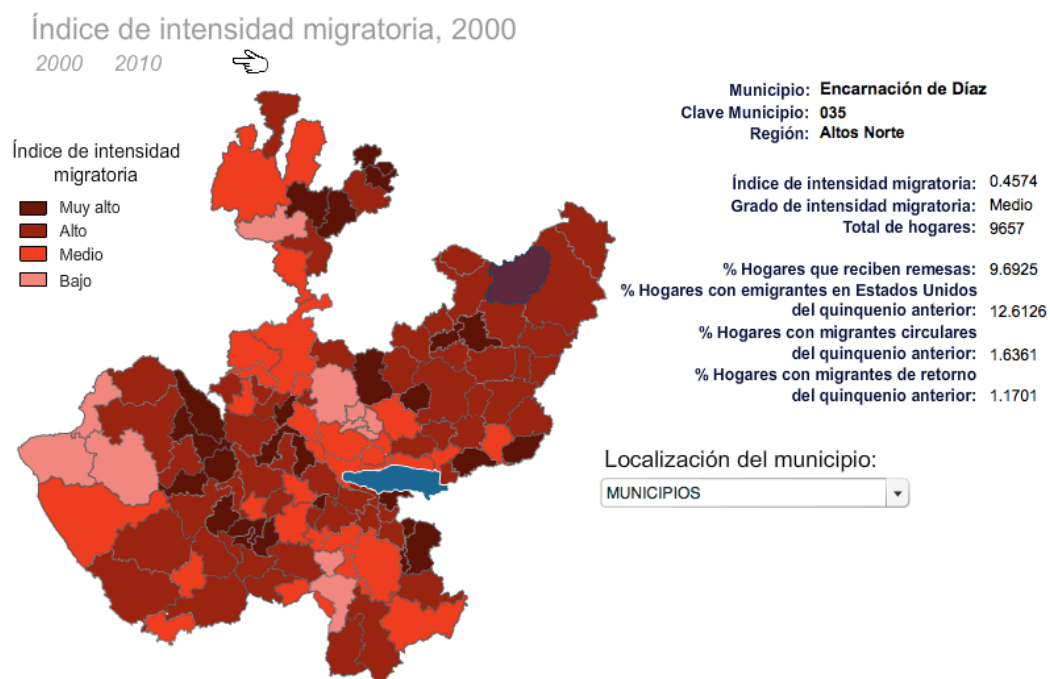 Índice de intensidad migratoria, 2000
2000 2010
Índice de intensidad
migratoria
Muy alto
Alto
Medio
Bajo
Municipio: Encarnación de Díaz
Clave Municipio: 035
Región: Altos Norte
Índice de intensidad migratoria: 0.4574
Grado de intensidad migratoria: Medio
Total de hogares: 9657
% Hogares que reciben remesas: 9.6925
% Hogares con emigrantes en Estados Unidos
del quinquenio anterior: 12.6126
% Hogares con migrantes circulares
del quinquenio anterior: 1.6361
% Hogares con migrantes de retorno
del quinquenio anterior: 1.1701
Localización del municipio:
MUNICIPIOS